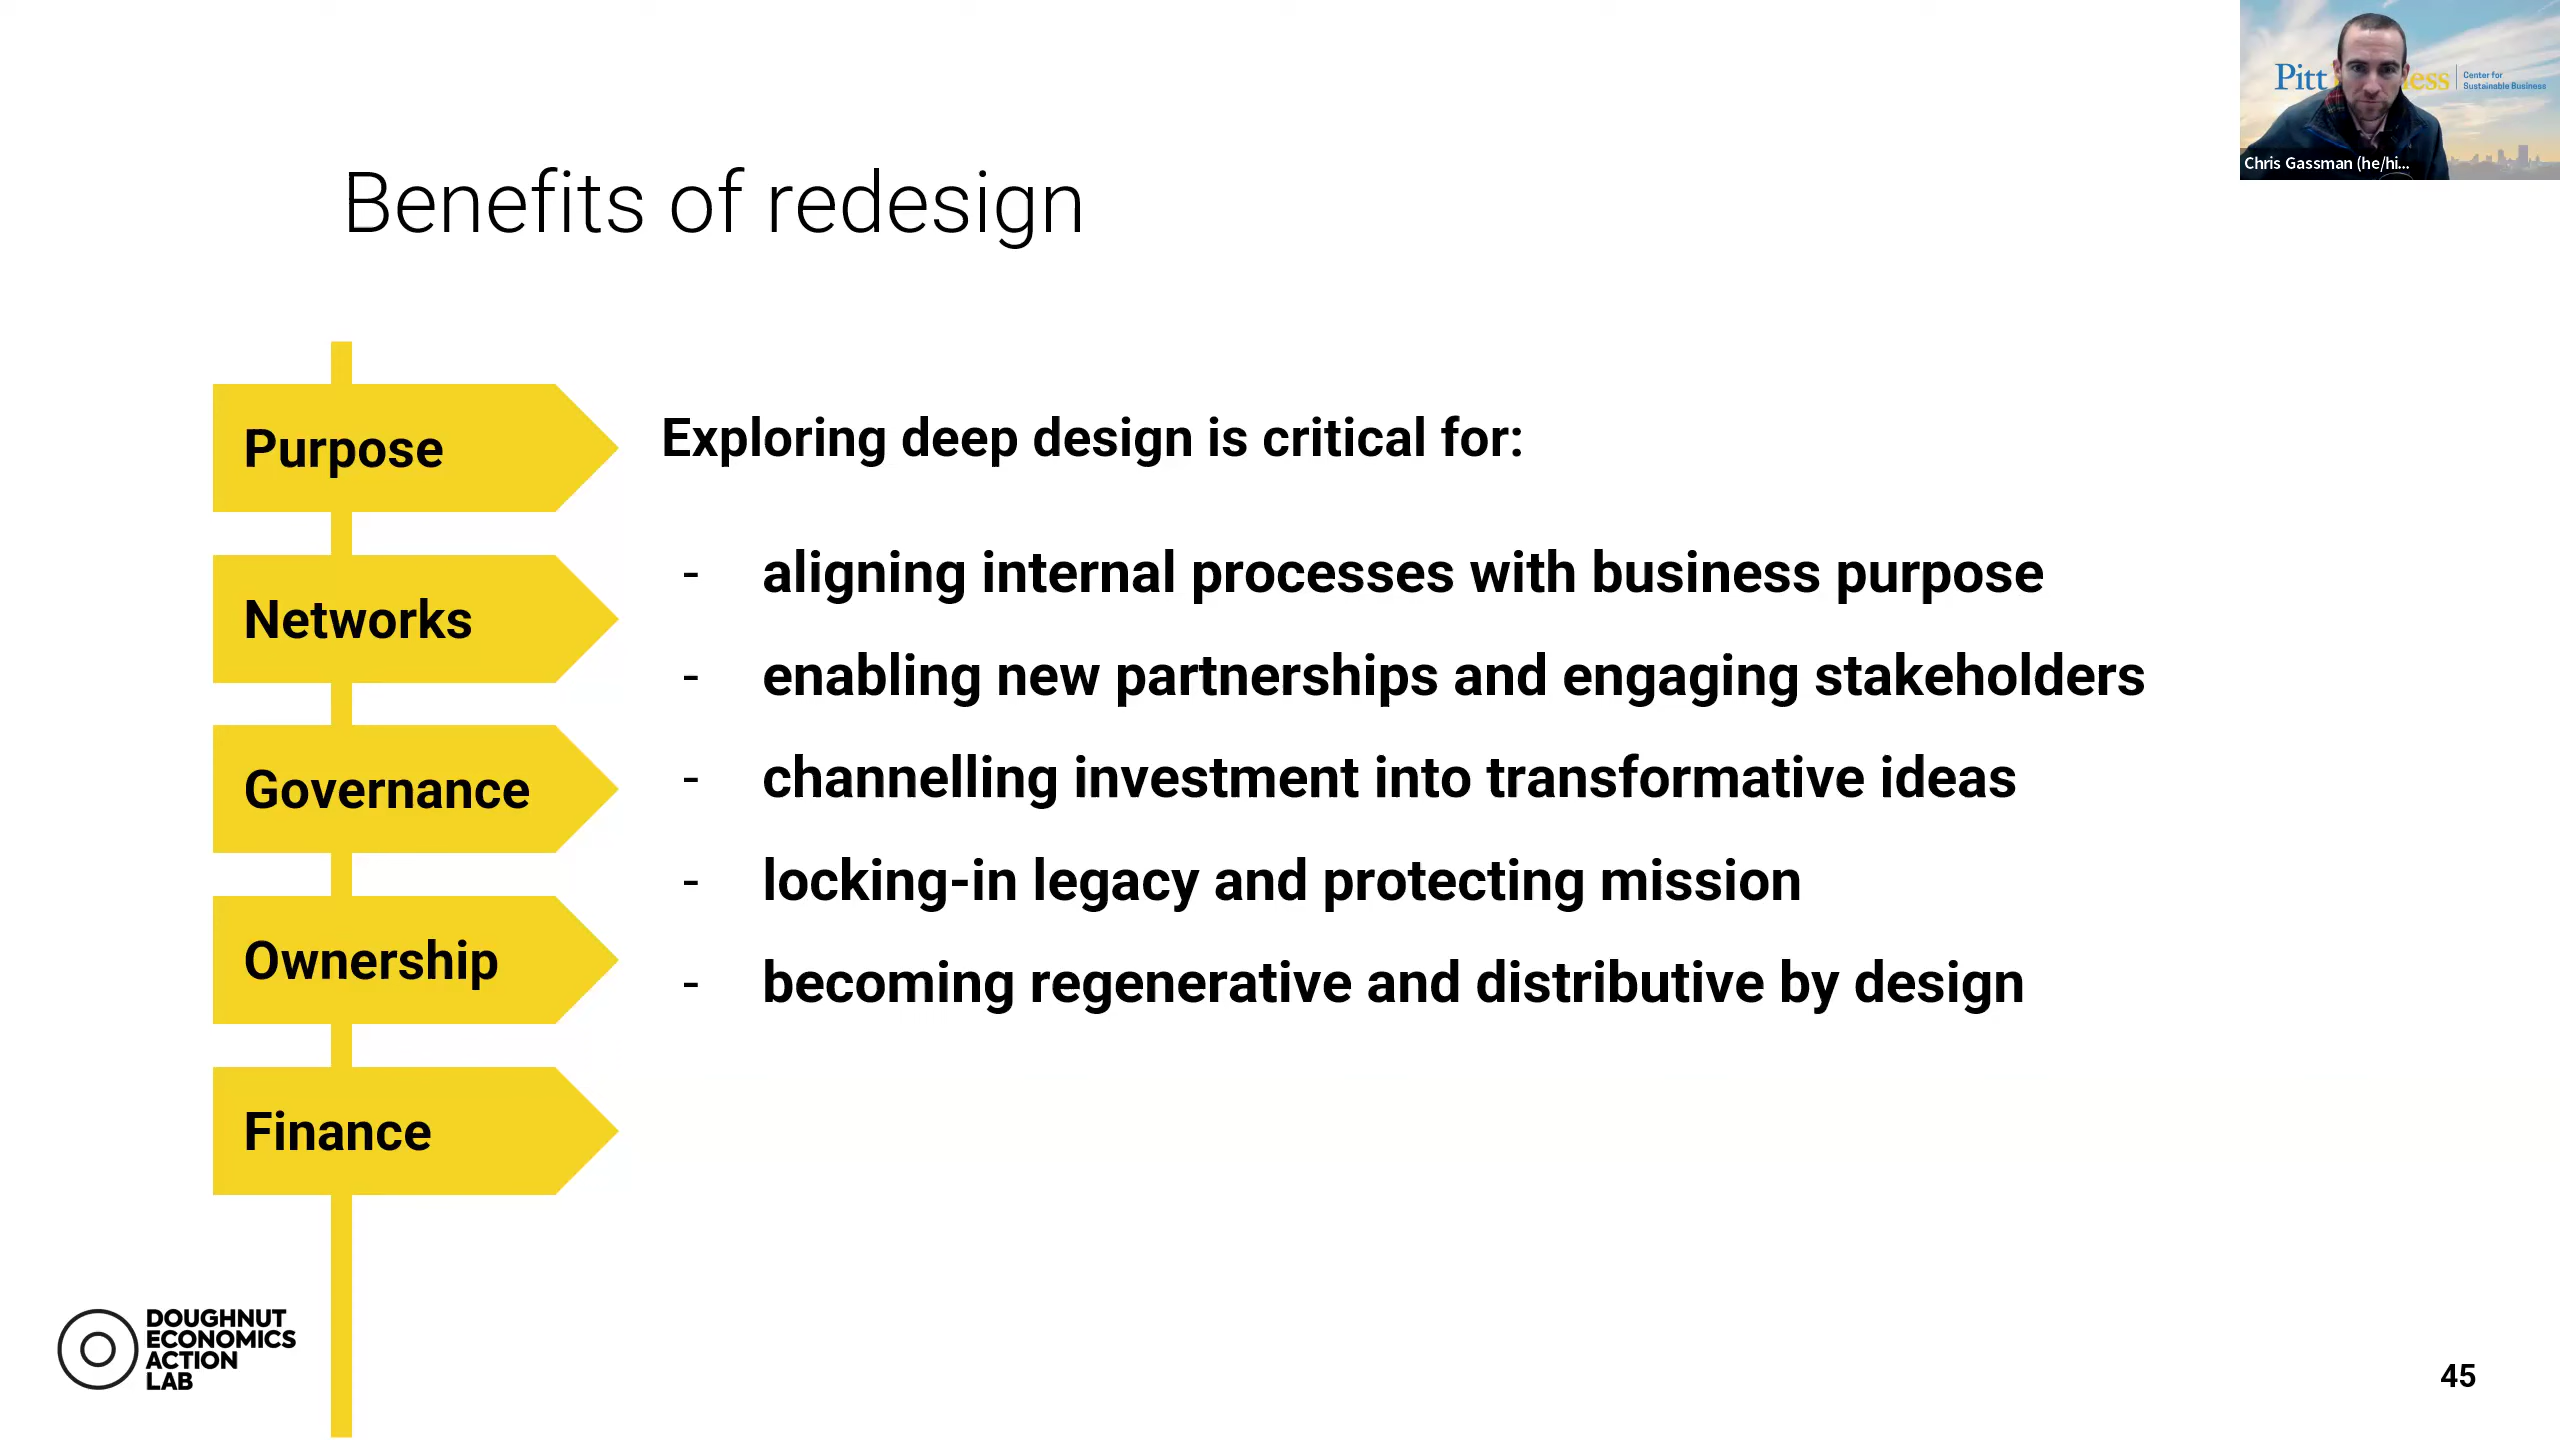 Benefits of redesign
Purpose
Networks
Governance
Ownership
Finance
Exploring deep design is critical for:
- aligning internal processes with business purpose
- enabling new partnerships and engaging stakeholders
- channelling investment into transformative ideas
- locking-in legacy and protecting mission
- becoming regenerative and distributive by design
DOUGHNUT
ECONOMICS
ACTION
LAB
45
Pitt ess
Center for
Sustainable Business
Chris Gassman (he/hi...